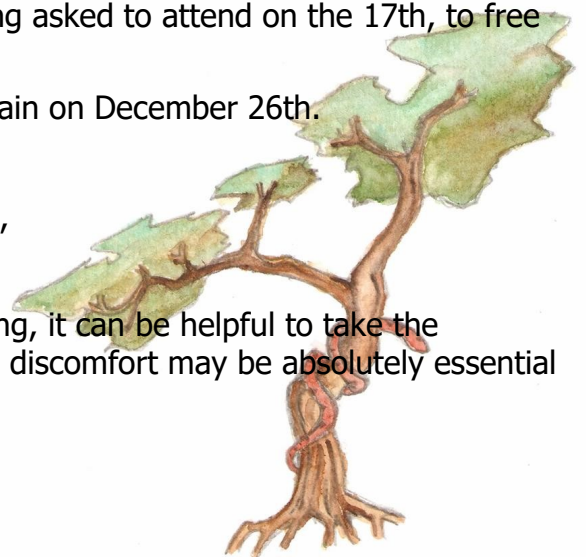 ng asked to attend on the 17th, to free
ain on December 26th.
,
ng, it can be helpful to take the
discomfort may be absolutely essential